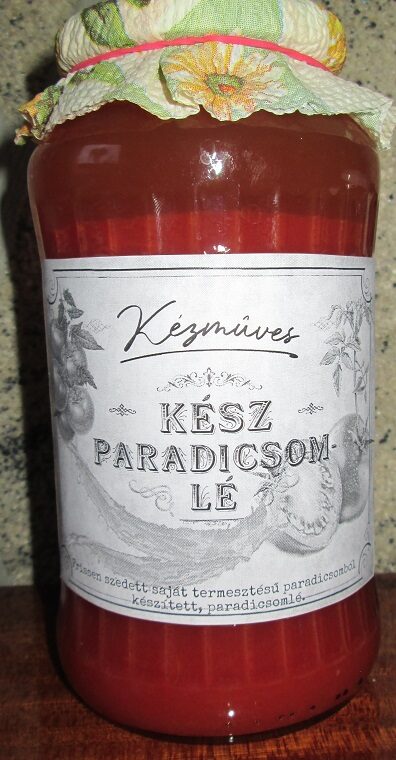 Kézműves
KÉSZ
PARADICSOM-
LÉ
Frissen szedett saját termesztésű paradicsomból
készített, paradicsomlé.